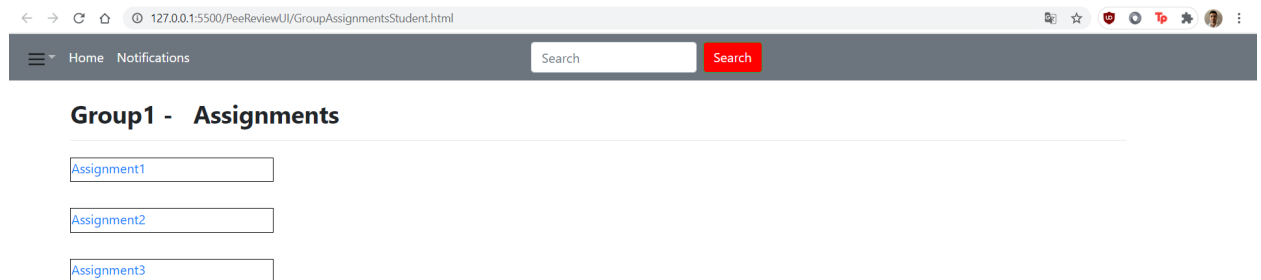 127.0.0.1:5500/PeeReviewUI/GroupAssignmentsStudent.html
Home Notifications Search Search
Group1 - Assignments
Assignment1
Assignment2
Assignment3